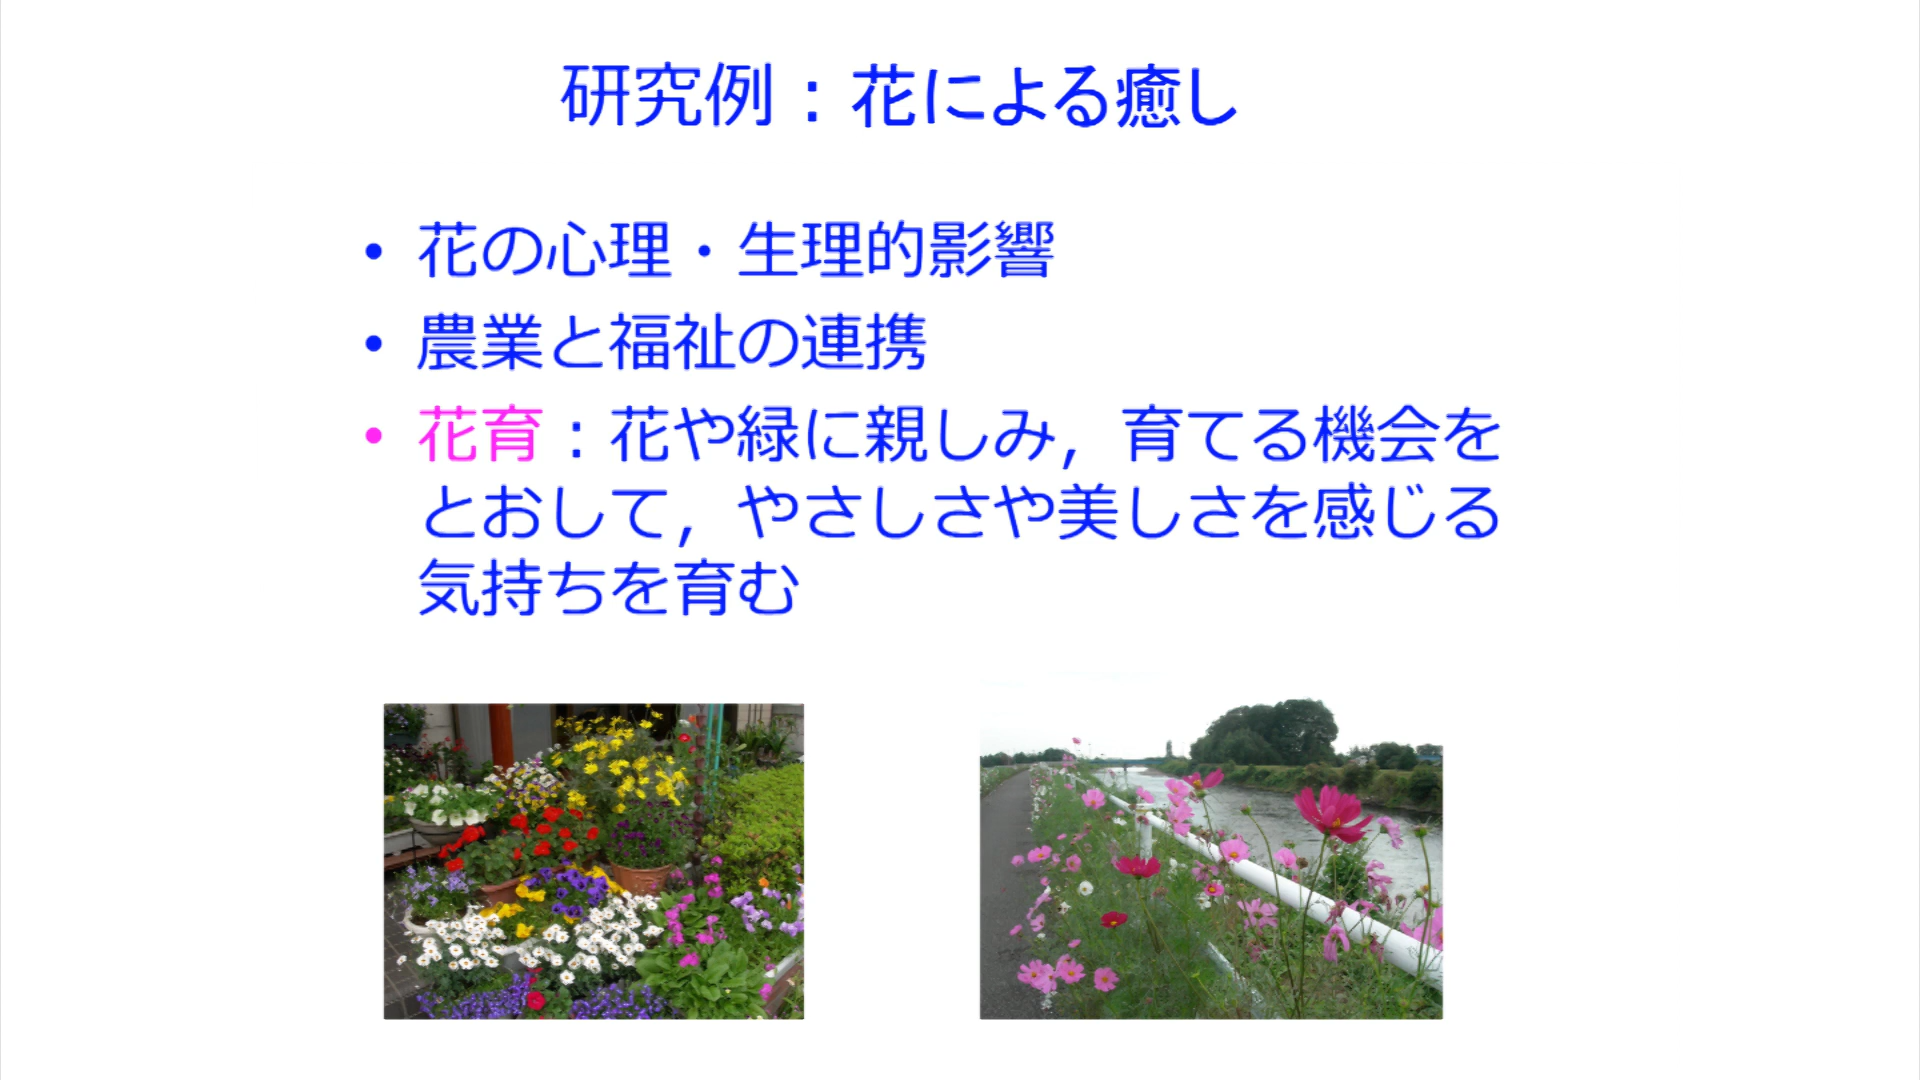 研究例：花による癒し
• 花の心理・生理的影響
• 農業と福祉の連携
• 花育：花や緑に親しみ，育てる機会を
とおして，やさしさや美しさを感じる
気持ちを育む